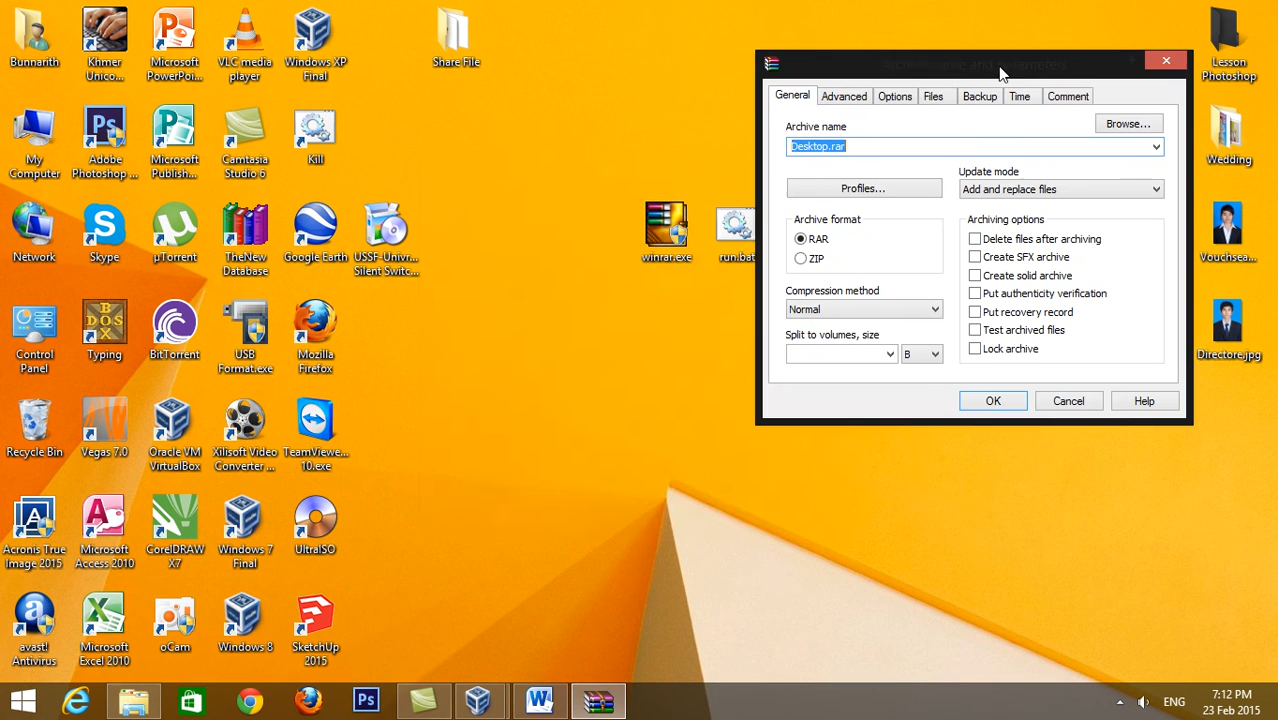 Bunnarith
Khmer
Unico...
Microsoft
PowerPoi...
VLC media
player
Windows XP
Final
Share File
Lesson
Photoshop
My
Computer
Adobe
Photoshop ...
Microsoft
Publish...
Camtasia
Studio 6
Kill
Wedding
Network
Skype
µTorrent
TheNew
Database
Google Earth
USSF-Univr...
Silent Switc...
winrar.exe
run.bat
Vouchsea...
Control
Panel
Typing
BitTorrent
USB
Format.exe
Mozilla
Firefox
Directore.jpg
Recycle Bin
Vegas 7.0
Oracle VM
VirtualBox
Xilisoft Video
Converter ...
TeamViewe...
10.exe
Acronis True
Image 2015
Microsoft
Access 2010
CorelDRAW
X7
Windows 7
Final
UltraISO
avast!
Antivirus
Microsoft
Excel 2010
oCam
Windows 8
SketchUp
2015
General
Advanced
Options
Files
Backup
Time
Comment
Archive name
Browse...
Desktop.rar
Update mode
Profiles...
Add and replace files
Archive format
RAR
ZIP
Compression method
Normal
Split to volumes, size
B
Archiving options
Delete files after archiving
Create SFX archive
Create solid archive
Put authenticity verification
Put recovery record
Test archived files
Lock archive
OK
Cancel
Help
ENG
7:12 PM
23 Feb 2015